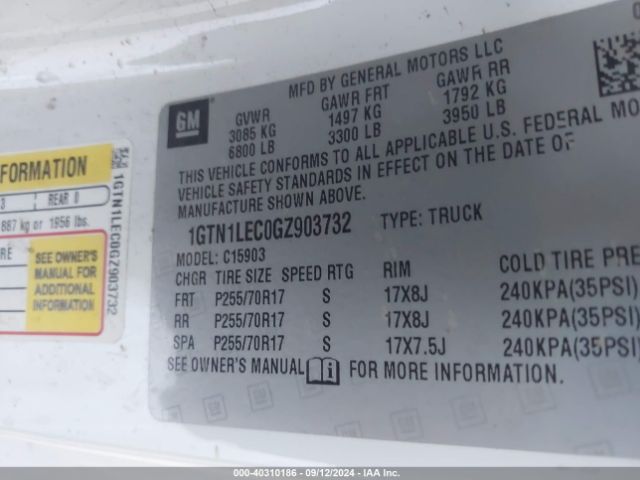 MFD BY GENERAL MOTORS LLC
GM
GVWR GAWR FRT GAWR RR
3085 KG 1497 KG 1792 KG
6800 LB 3300 LB 3950 LB
THIS VEHICLE CONFORMS TO ALL APPLICABLE U.S. FEDERAL MO
VEHICLE SAFETY STANDARDS IN EFFECT ON THE DATE OF
MANUFACTURE SHOWN ABOVE.
1GTN1LEC0GZ903732 TYPE: TRUCK
MODEL: C15903
CHGR TIRE SIZE SPEED RTG RIM COLD TIRE PRE
FRT P255/70R17 S 17X8J 240KPA(35PSI)
RR P255/70R17 S 17X8J 240KPA(35PSI)
SPA P255/70R17 S 17X7.5J 240KPA(35PSI
SEE OWNER'S MANUAL FOR MORE INFORMATION.
FORMATION
3 REAR 0
887 kg or 1956 lbs.
RE
SEE OWNER'S
MANUAL FOR
ADDITIONAL
INFORMATION
1GTN1LEC0GZ903732
000-40310186 - 09/12/2024 - IAA Inc.